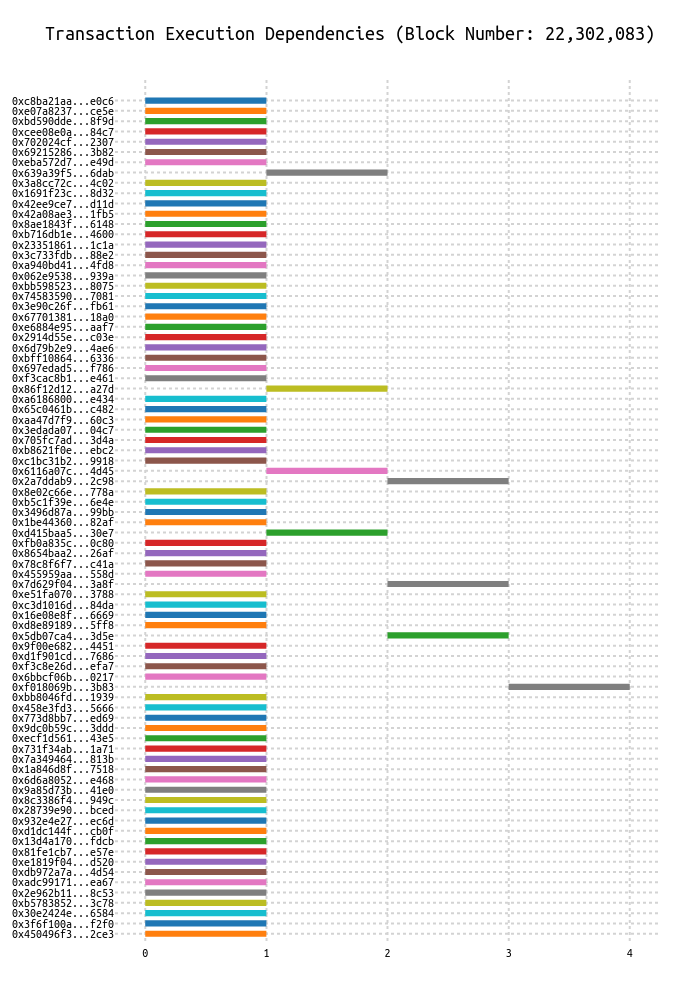 Transaction Execution Dependencies (Block Number: 22,302,083)
0xc8ba21aa...e0c6
0xe07a8237...ce5e
0xbd590dde...8f9d
0xcee08e0a...84c7
0x702024cf...2307
0x69215286...3b82
0xeba572d7...e49d
0x639a39f5...6dab
0x3a8cc72c...4c02
0x1691f23c...8d32
0x42ee9ce7...d11d
0x42a08ae3...1fb5
0x8ae1843f...6148
0xb716db1e...4600
0x23351861...1c1a
0x3c733fdb...88e2
0xa940bd41...4fd8
0x062e9538...939a
0xbb598523...8075
0x74583590...7081
0x3e90c26f...fb61
0x67701381...18a0
0xe6884e95...aaf7
0x2914d55e...c03e
0x6d79b2e9...4ae6
0xbff10864...6336
0x697edad5...f786
0xf3cac8b1...e461
0x86f12d12...a27d
0xa6186800...e434
0x65c0461b...c482
0xaa47d7f9...60c3
0x3edada07...04c7
0x705fc7ad...3d4a
0xb8621f0e...ebc2
0xc1bc31b2...9918
0x6116a07c...4d45
0x2a7ddab9...2c98
0x8e02c66e...778a
0xb5c1f39e...6e4e
0x3496d87a...99bb
0x1be44360...82af
0xd415baa5...30e7
0xfb0a835c...0c80
0x8654baa2...26af
0x78c8f6f7...c41a
0x455959aa...558d
0x7d629f04...3a8f
0xe51fa070...3788
0xc3d1016d...84da
0x16e08e8f...6669
0xd8e89189...5ff8
0x5db07ca4...3d5e
0x9f00e682...4451
0xd1f901cd...7686
0xf3c8e26d...efa7
0x6bbcf06b...0217
0xf018069b...3b83
0xbb8046fd...1939
0x458e3fd3...5666
0x773d8bb7...ed69
0x9dc0b59c...3ddd
0xecf1d561...43e5
0x731f34ab...1a71
0x7a349464...813b
0x1a846d8f...7518
0x6d6a8052...e468
0x9a85d73b...41e0
0x8c3386f4...949c
0x28739e90...bced
0x932e4e27...ec6d
0xd1dc144f...cb0f
0x13d4a170...fdcb
0x81fe1cb7...e57e
0xe1819f04...d520
0xdb972a7a...4d54
0xadc99171...ea67
0x2e962b11...8c53
0xb5783852...3c78
0x30e2424e...6584
0x3f6f100a...f2f0
0x450496f3...2ce3
0 1 2 3 4